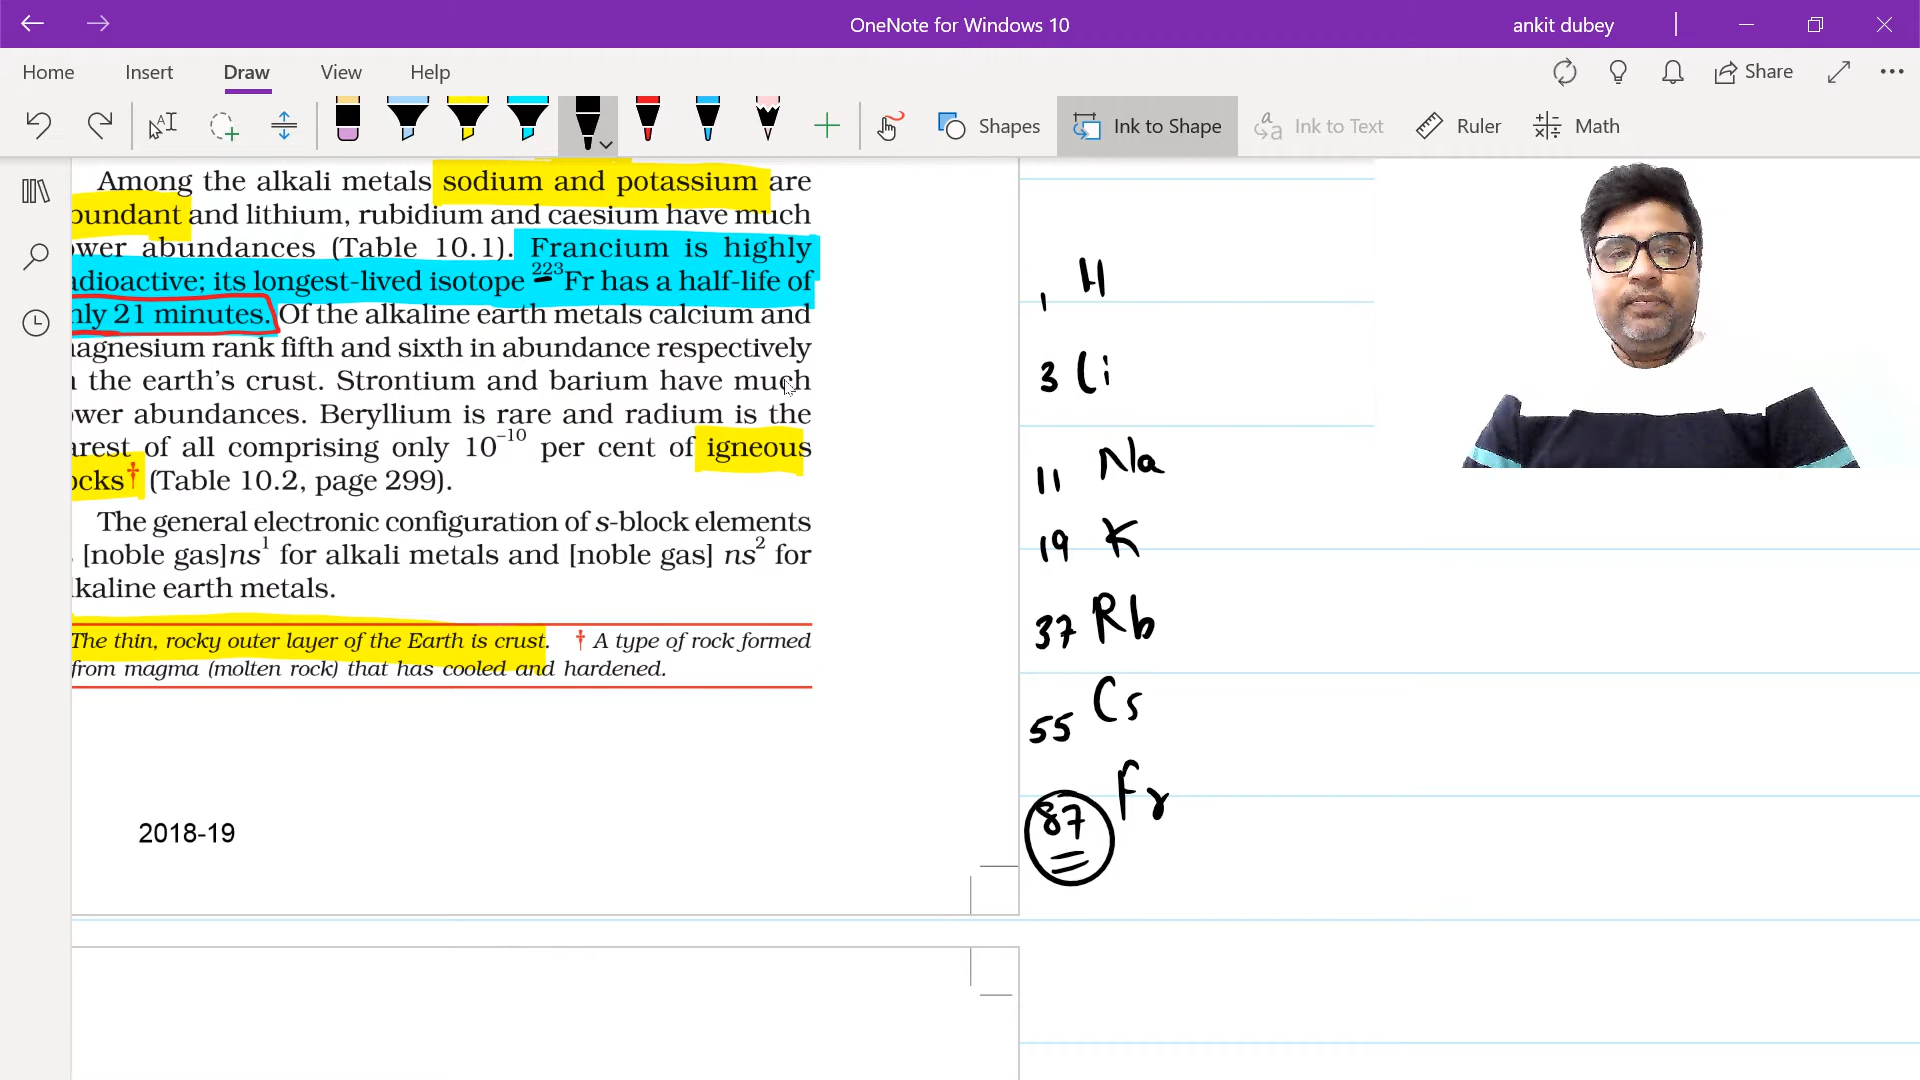 OneNote for Windows 10
ankit dubey
Home Insert Draw View Help
Share
Shapes Ink to Shape Ink to Text Ruler Math
Among the alkali metals sodium and potassium are
bundant and lithium, rubidium and caesium have much
ower abundances (Table 10.1). Francium is highly
adioactive; its longest-lived isotope ²²³Fr has a half-life of
nly 21 minutes. Of the alkaline earth metals calcium and
agnesium rank fifth and sixth in abundance respectively
the earth's crust. Strontium and barium have much
ower abundances. Beryllium is rare and radium is the
arest of all comprising only 10⁻¹⁰ per cent of igneous
ocks† (Table 10.2, page 299).
The general electronic configuration of s-block elements
[noble gas]ns¹ for alkali metals and [noble gas] ns² for
lkaline earth metals.
The thin, rocky outer layer of the Earth is crust. † A type of rock formed
from magma (molten rock) that has cooled and hardened.
2018-19
1 H
3 Li
11 Na
19 K
37 Rb
55 Cs
87 Fr